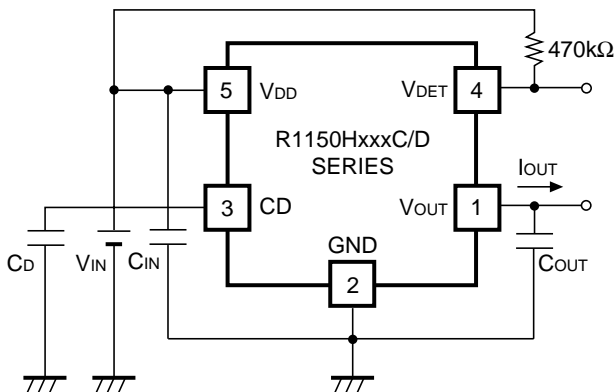 470kΩ
5
VDD
VDET
4
R1150HxxxC/D
SERIES
IOUT
3
CD
VOUT
1
GND
2
CD
VIN
CIN
COUT